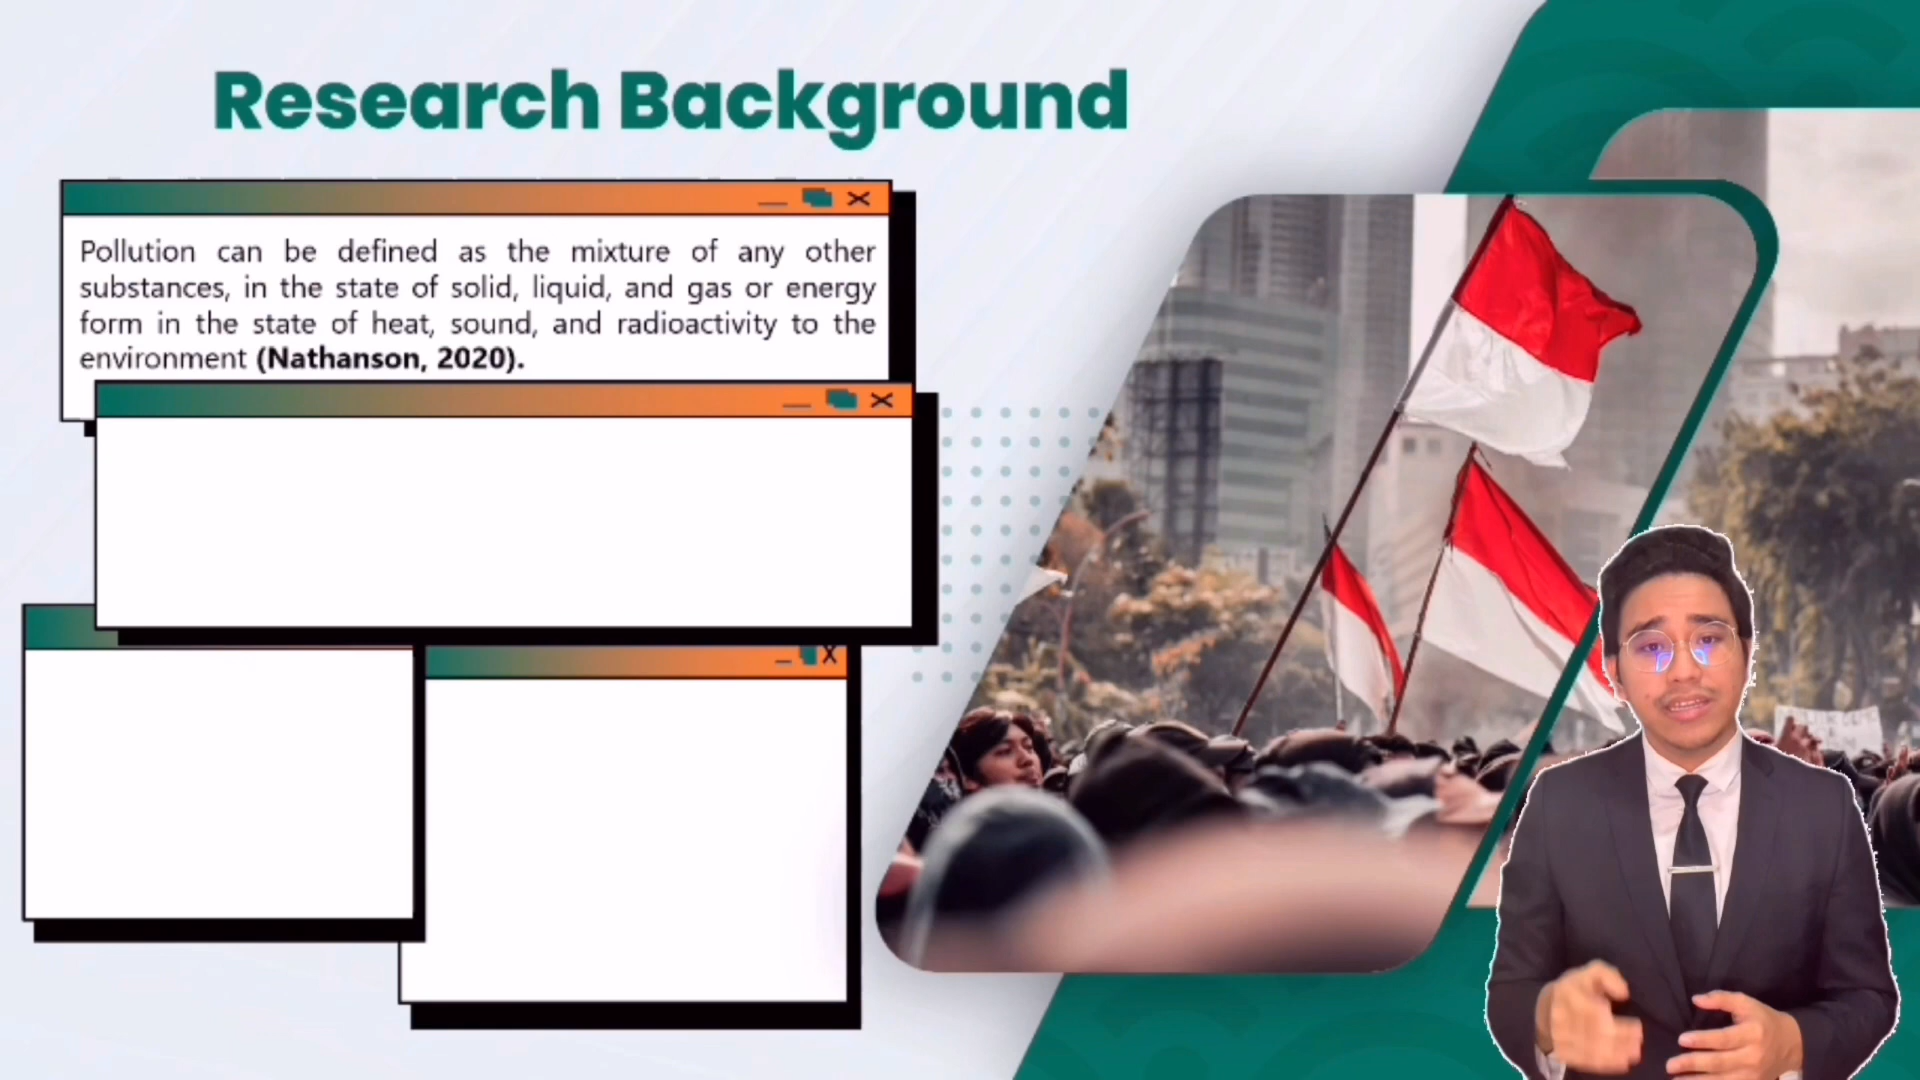 Research Background
Pollution can be defined as the mixture of any other
substances, in the state of solid, liquid, and gas or energy
form in the state of heat, sound, and radioactivity to the
environment (Nathanson, 2020).